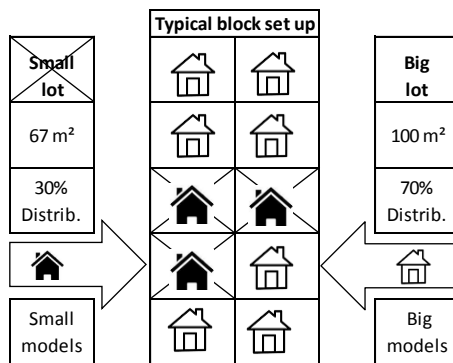 Typical block set up
Small
lot
67 m²
30%
Distrib.
Small
models
Big
lot
100 m²
70%
Distrib.
Big
models